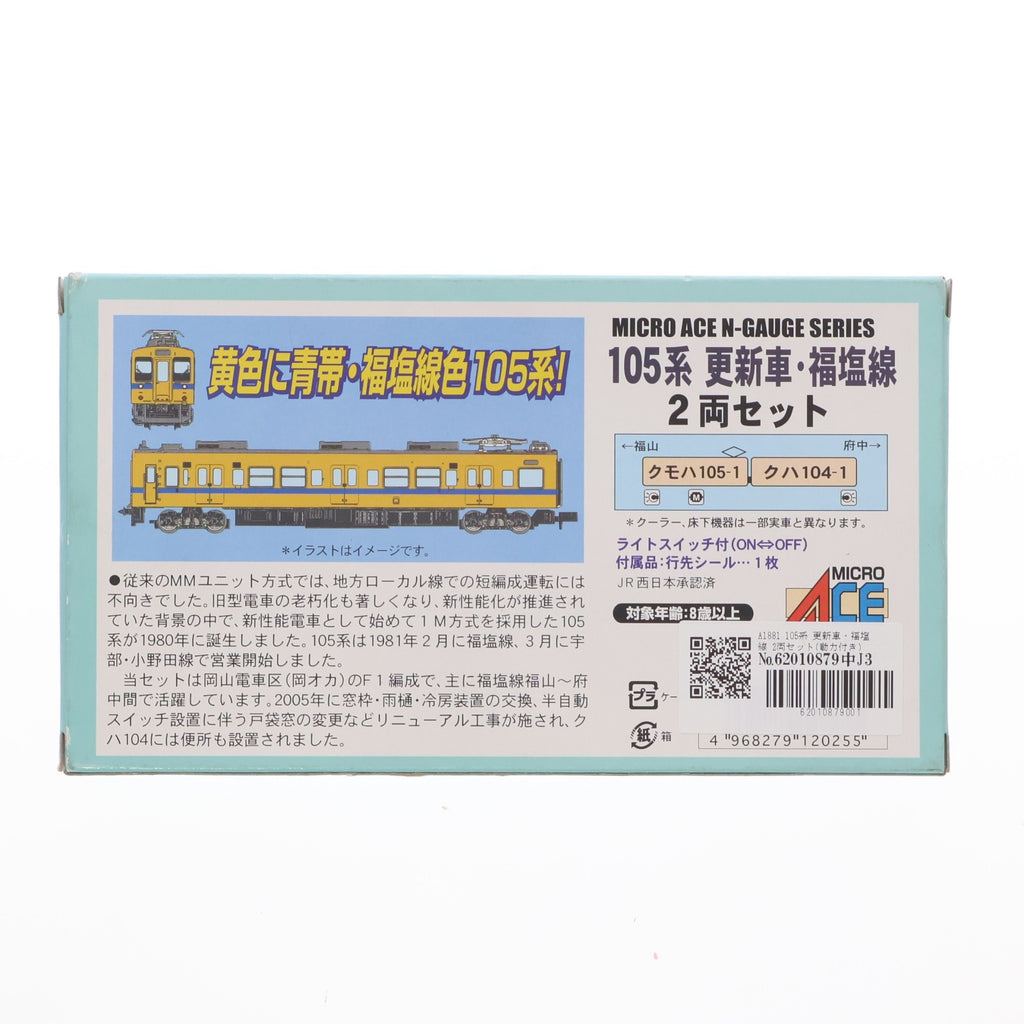 黄色に青帯・福塩線色105系!
＊イラストはイメージです。
●従来のMMユニット方式では、地方ローカル線での短編成運転には
不向きでした。旧型電車の老朽化も著しくなり、新性能化が推進され
ていた背景の中で、新性能電車として始めて１Ｍ方式を採用した105
系が1980年に誕生しました。105系は1981年２月に福塩線、３月に宇
部・小野田線で営業開始しました。
　当セットは岡山電車区(岡オカ)のF１編成で、主に福塩線福山～府
中間で活躍しています。2005年に窓枠・雨樋・冷房装置の交換、半自動
スイッチ設置に伴う戸袋窓の変更などリニューアル工事が施され、ク
ハ104には便所も設置されました。
MICRO ACE N-GAUGE SERIES
105系 更新車・福塩線
２両セット
←福山　府中→
クモハ105-1　クハ104-1
C　M　C
＊クーラー、床下機器は一部実車と異なります。
ライトスイッチ付(ON⇔OFF)
付属品：行先シール…１枚
ＪＲ西日本承認済
MICRO
ACE
対象年齢：8歳以上
A1881 105系 更新車・福塩
線 2両セット(動力付き)
No.62010879中J3
62010879001
プラ ケー
紙 箱
4 "968279"120255"